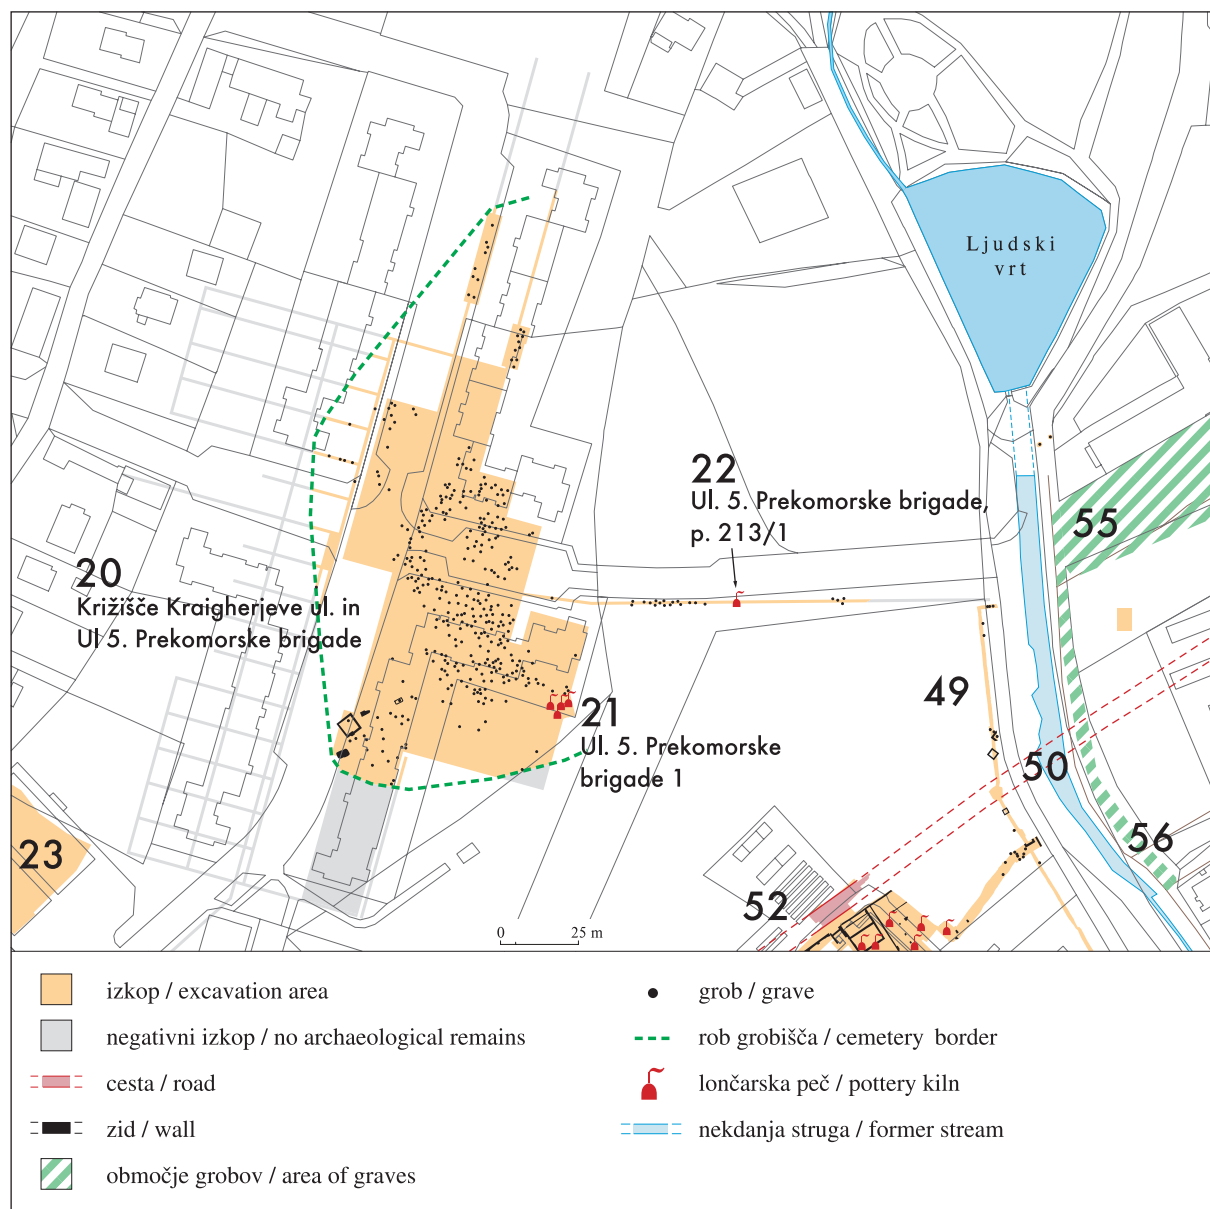 Ljudski
vrt
22
Ul. 5. Prekomorske brigade,
p. 213/1
55
20
Križišče Kraigherjeve ul. in
Ul 5. Prekomorske brigade
49
21
Ul. 5. Prekomorske
brigade 1
50
56
23
52
0 25 m
izkop / excavation area
negativni izkop / no archaeological remains
cesta / road
zid / wall
območje grobov / area of graves
grob / grave
rob grobišča / cemetery border
lončarska peč / pottery kiln
nekdanja struga / former stream